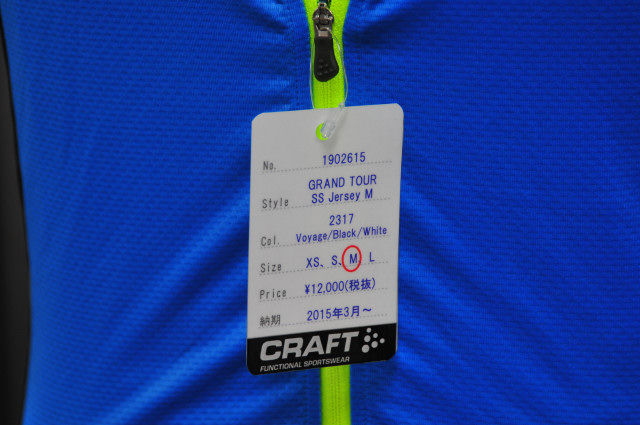 No. 1902615
GRAND TOUR
Style SS Jersey M
2317
Col. Voyage/Black/White
Size XS、S、M、L
Price ¥12,000(税抜)
納期 2015年3月～
CRAFT
FUNCTIONAL SPORTSWEAR